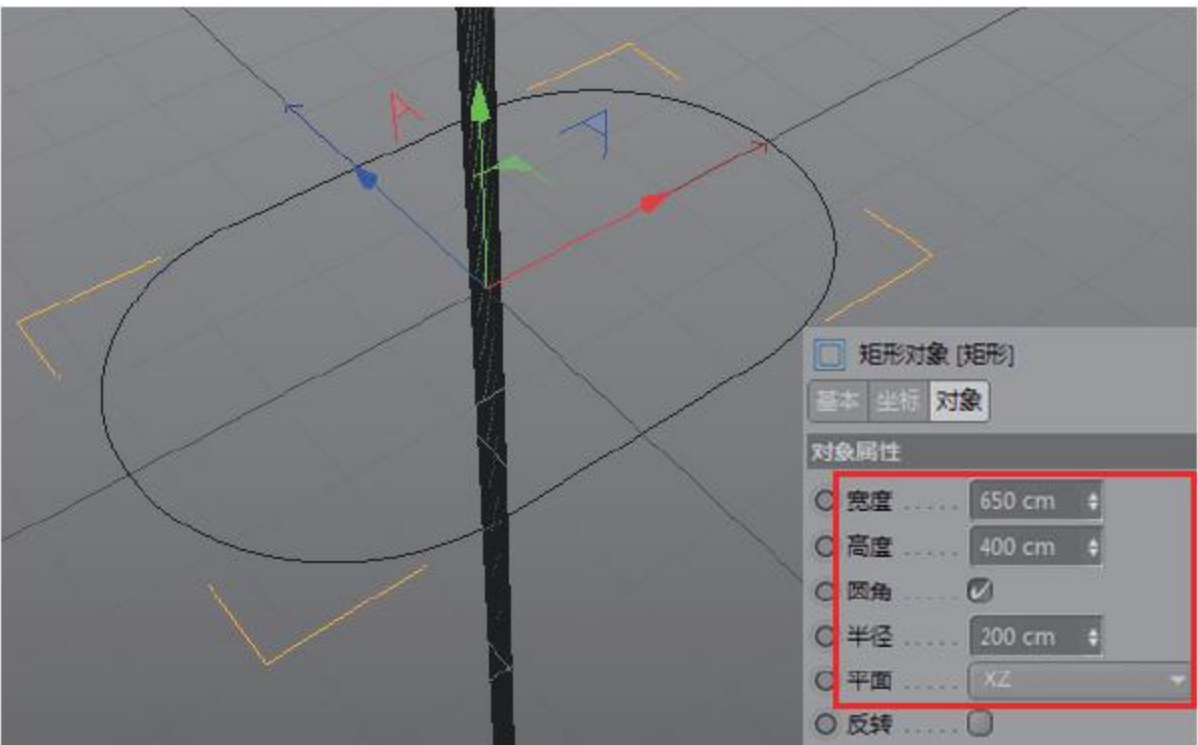 矩形对象 [矩形]
基本 坐标 对象
对象属性
宽度 ..... 650 cm
高度 ..... 400 cm
圆角 .....
半径 ..... 200 cm
平面 ..... XZ
反转 .....